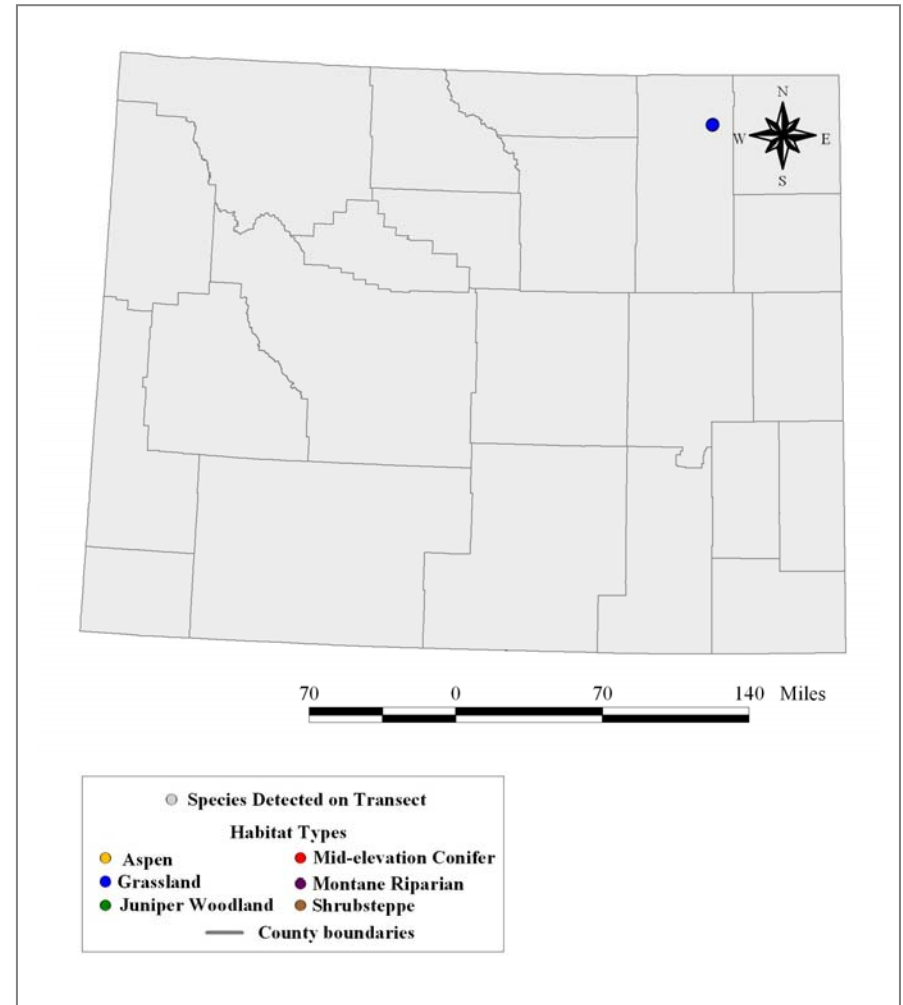 N
W E
S
70 0 70 140 Miles
Species Detected on Transect
Habitat Types
Aspen Mid-elevation Conifer
Grassland Montane Riparian
Juniper Woodland Shrubsteppe
County boundaries